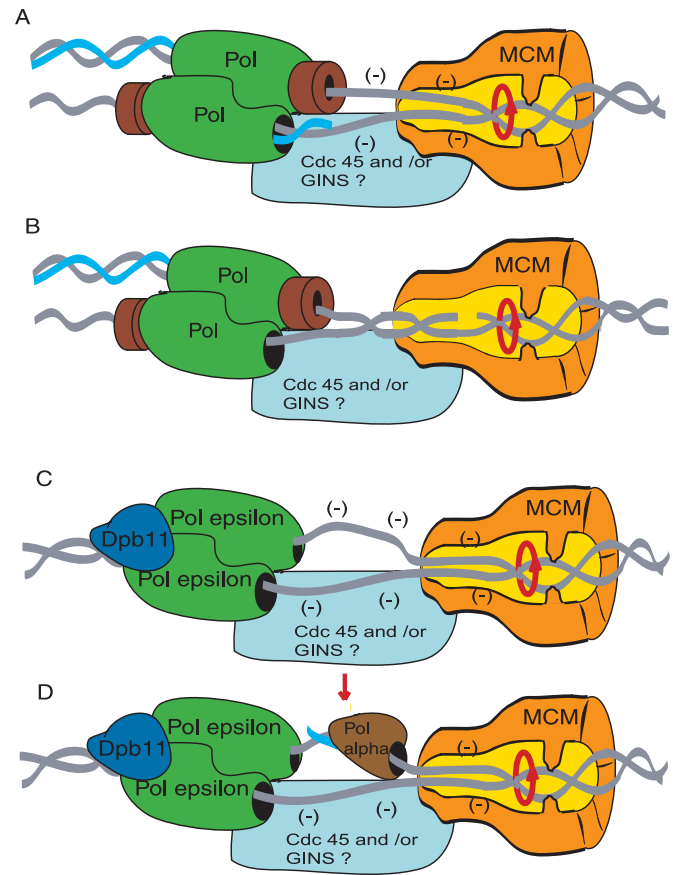 A
Pol
(-)
(-)
MCM
Pol
(-)
(-)
Cdc 45 and /or
GINS ?
B
Pol
MCM
Pol
Cdc 45 and /or
GINS ?
C
Pol epsilon
(-)
(-)
MCM
Dpb11
(-)
Pol epsilon
(-)
(-)
(-)
Cdc 45 and /or
GINS ?
D
Pol epsilon
MCM
Dpb11
Pol
alpha
(-)
Pol epsilon
(-)
(-)
(-)
Cdc 45 and /or
GINS ?